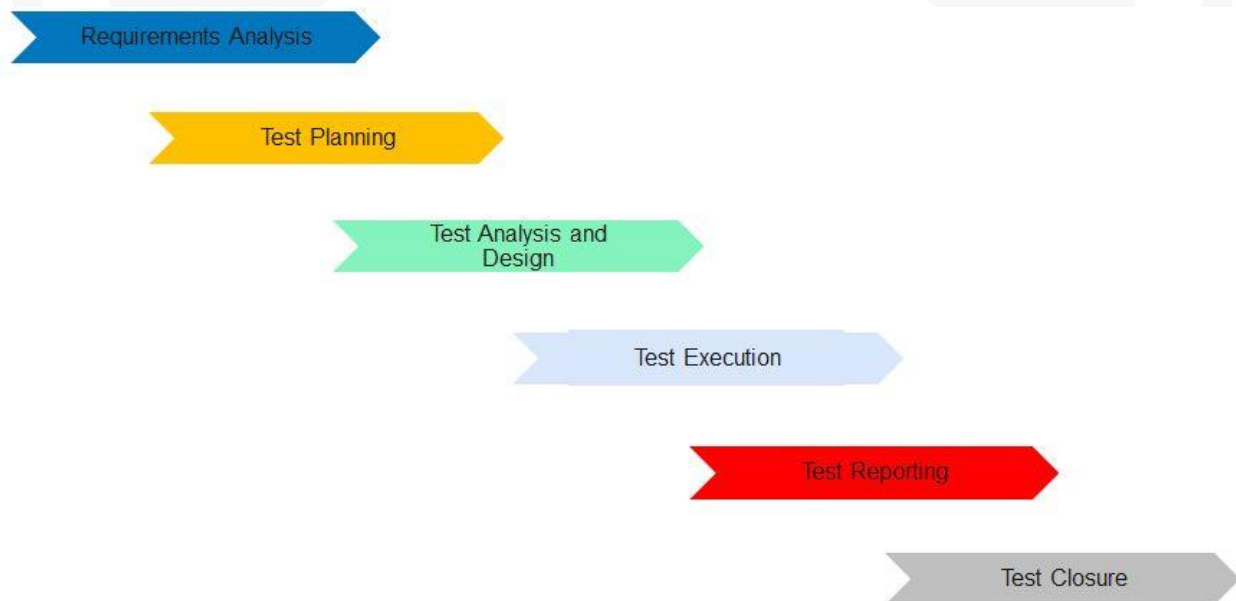 Requirements Analysis
Test Planning
Test Analysis and
Design
Test Execution
Test Reporting
Test Closure